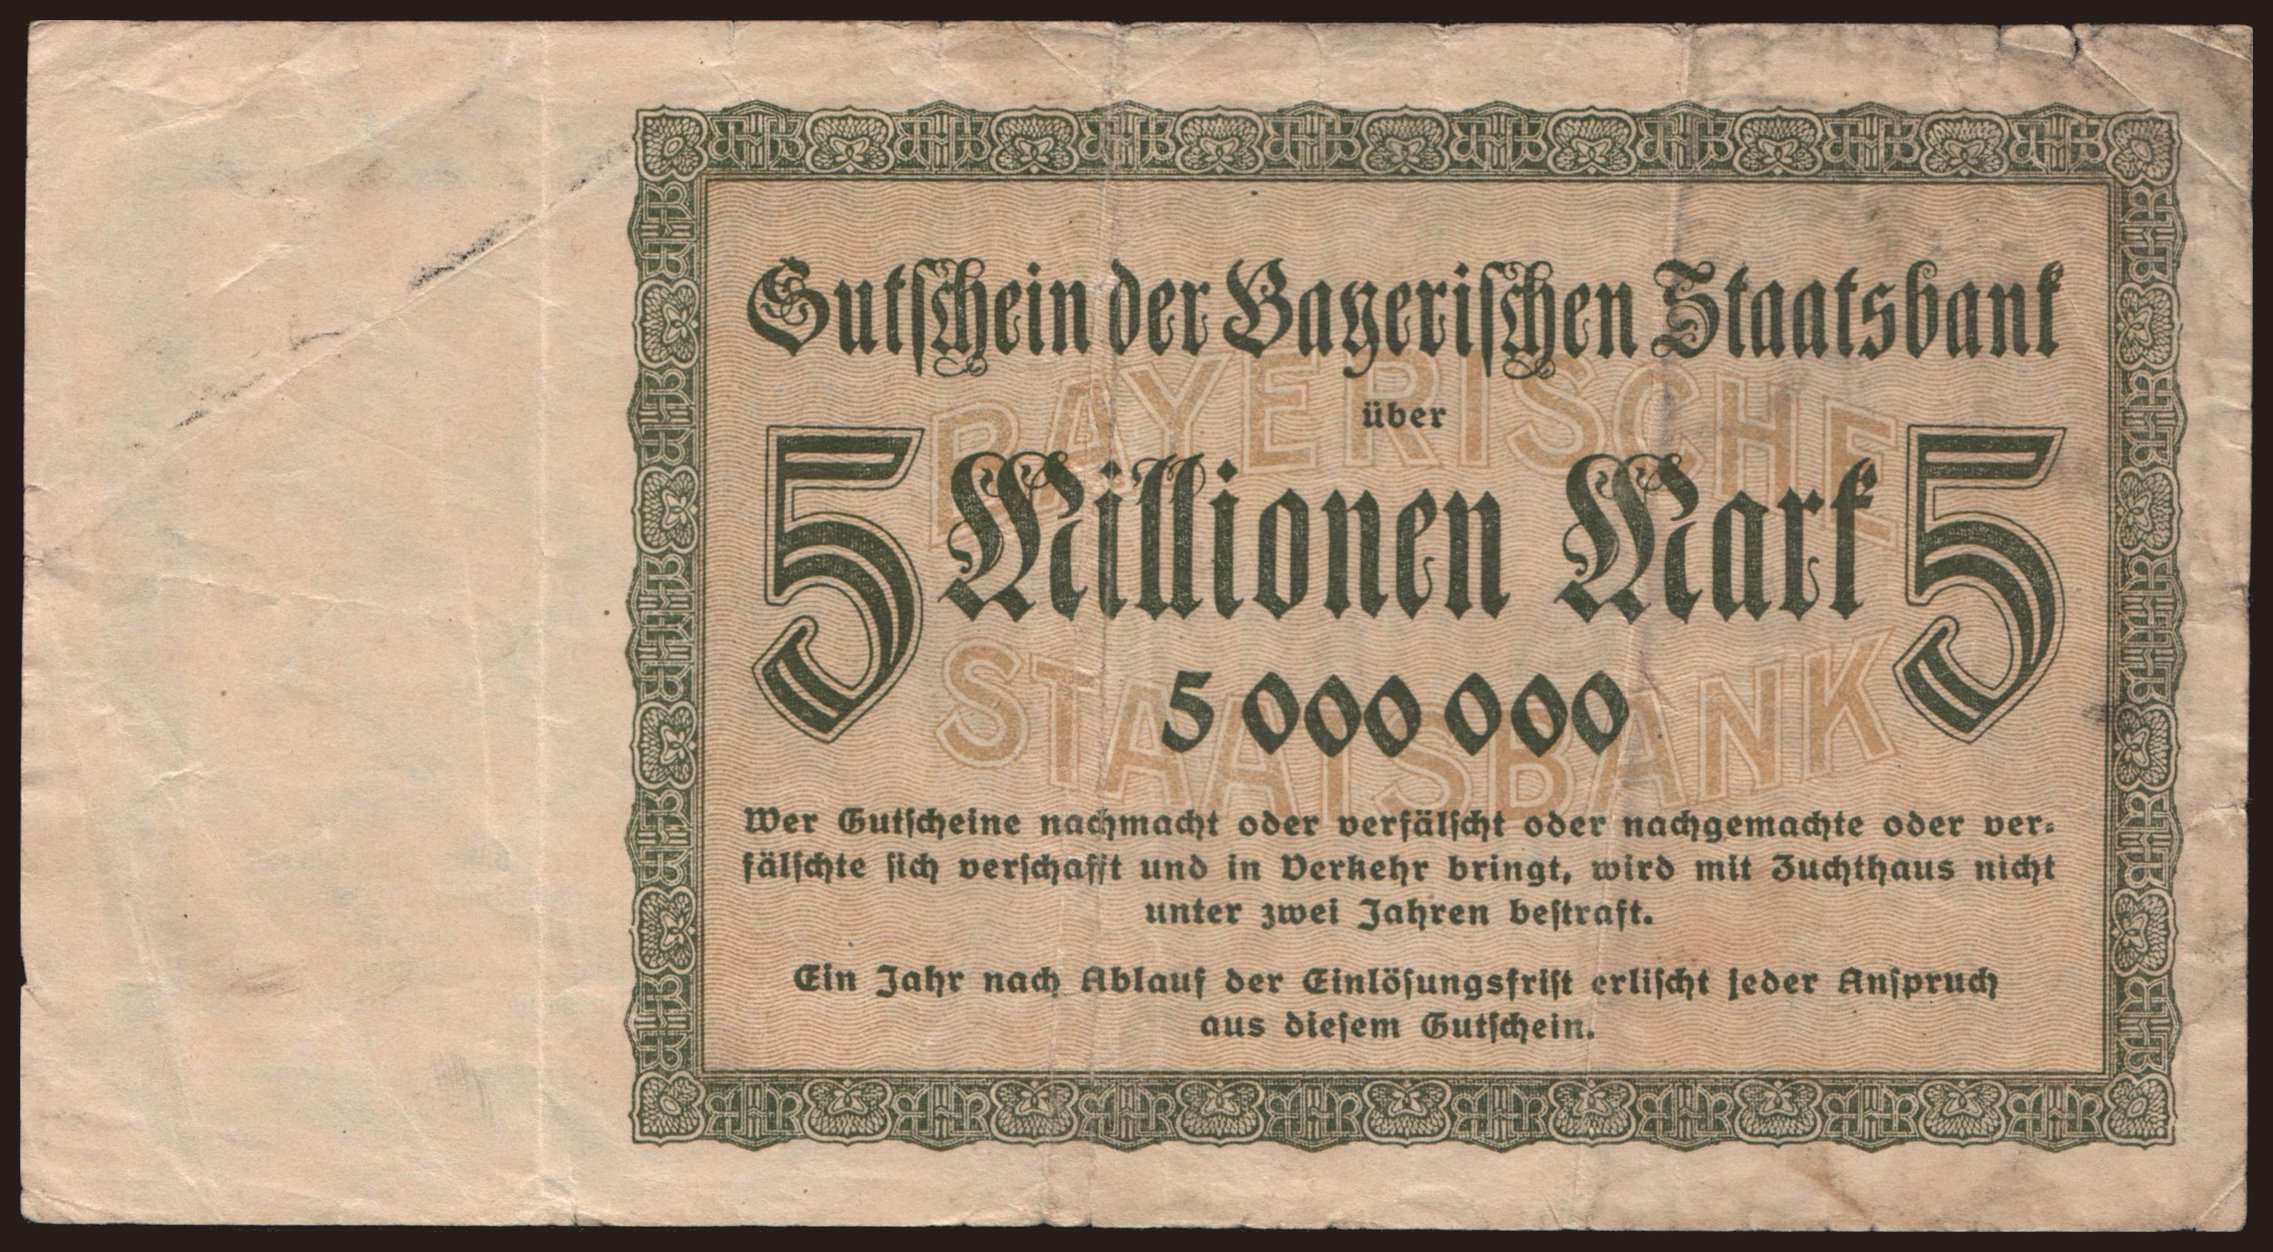 Gutschein der Bayerischen Staatsbank
über
5 Millionen Mark 5
5 000 000
BAYERISCHE
STAATSBANK
Wer Gutscheine nachmacht oder verfälscht oder nachgemachte oder ver-
fälschte sich verschafft und in Verkehr bringt, wird mit Zuchthaus nicht
unter zwei Jahren bestraft.
Ein Jahr nach Ablauf der Einlösungsfrist erlischt jeder Anspruch
aus diesem Gutschein.